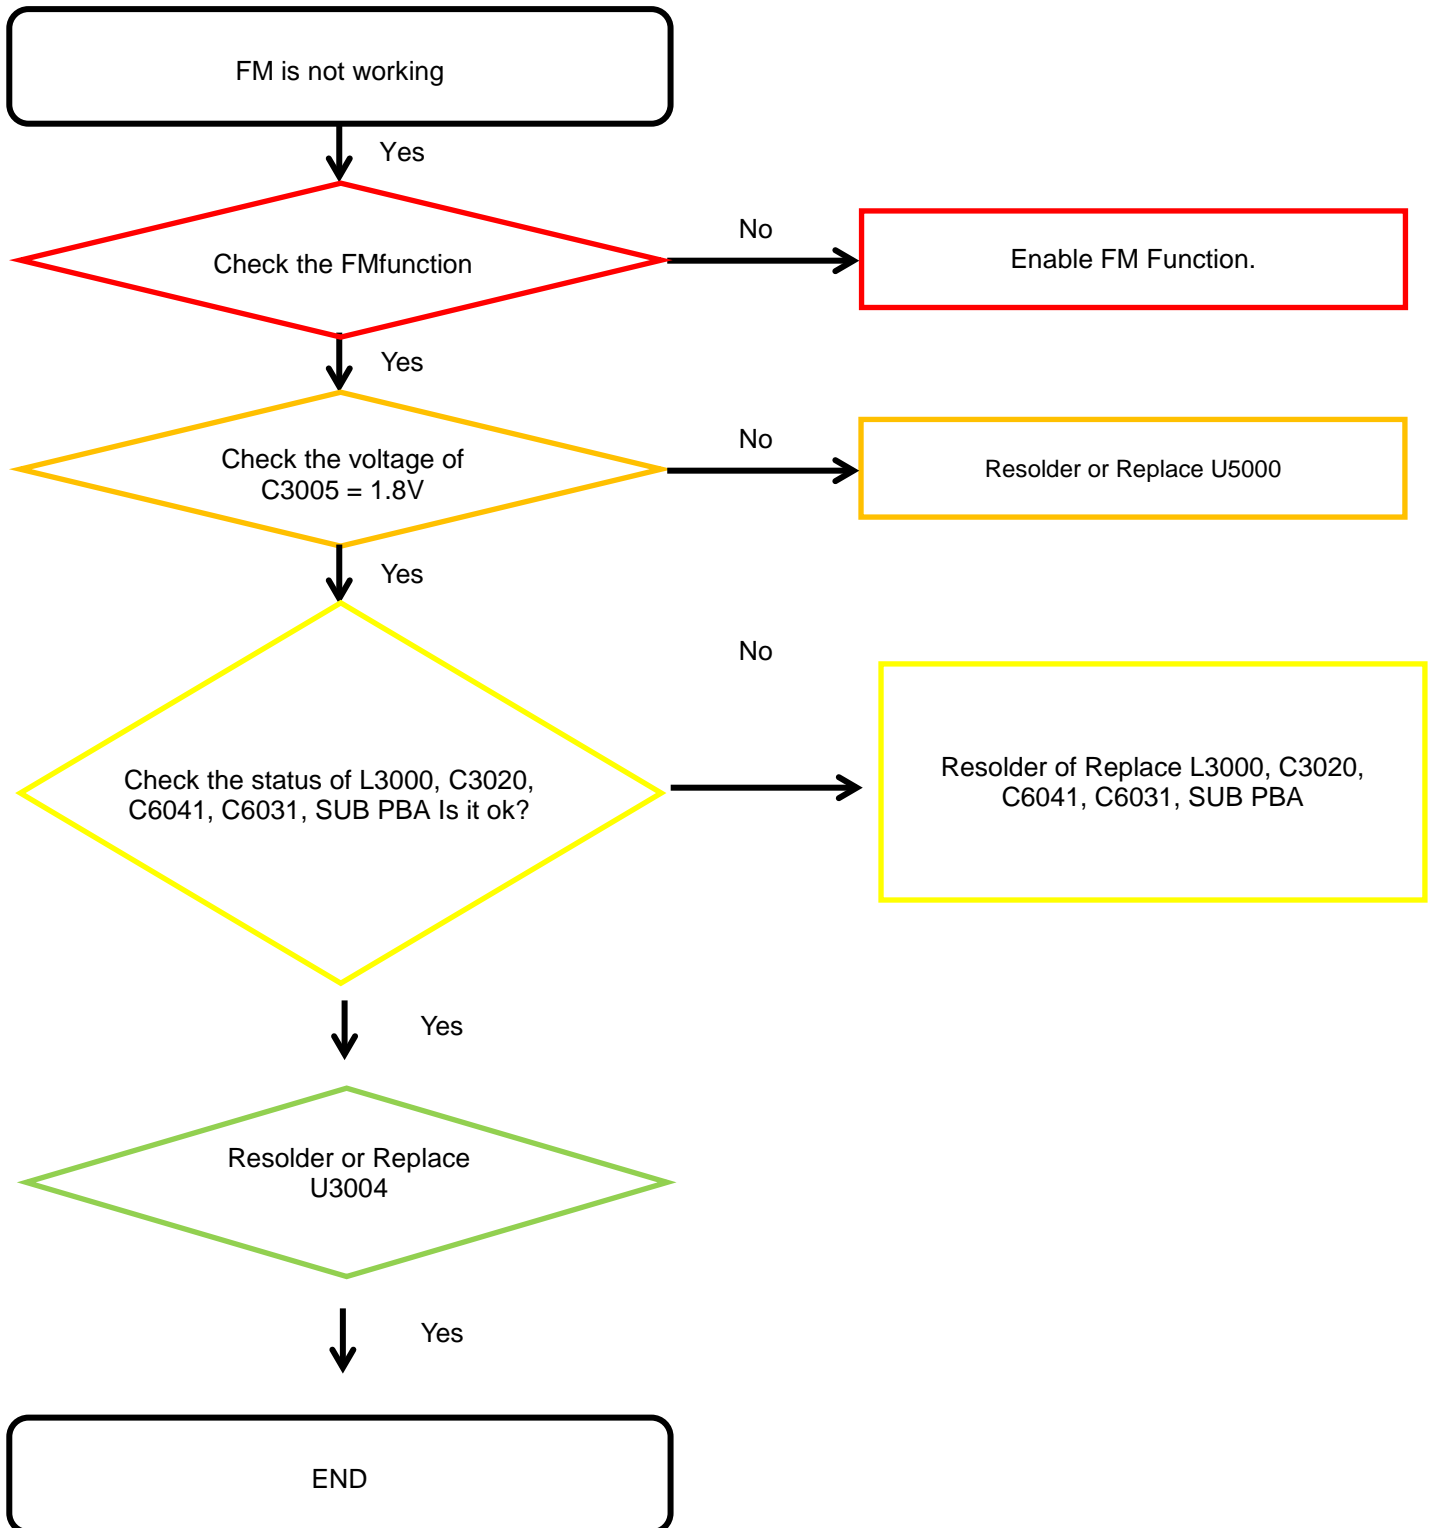 FM is not working
Yes
Check the FMfunction
No
Enable FM Function.
Yes
Check the voltage of
C3005 = 1.8V
No
Resolder or Replace U5000
Yes
Check the status of L3000, C3020,
C6041, C6031, SUB PBA Is it ok?
No
Resolder of Replace L3000, C3020,
C6041, C6031, SUB PBA
Yes
Resolder or Replace
U3004
Yes
END